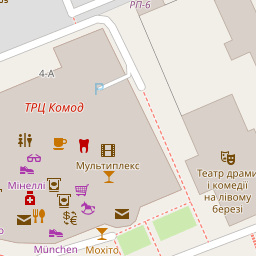 РП-6
4-А
ТРЦ Комод
Мультиплекс
Театр драми
і комедії
на лівому
березі
Мінеллі
München
Мохіто